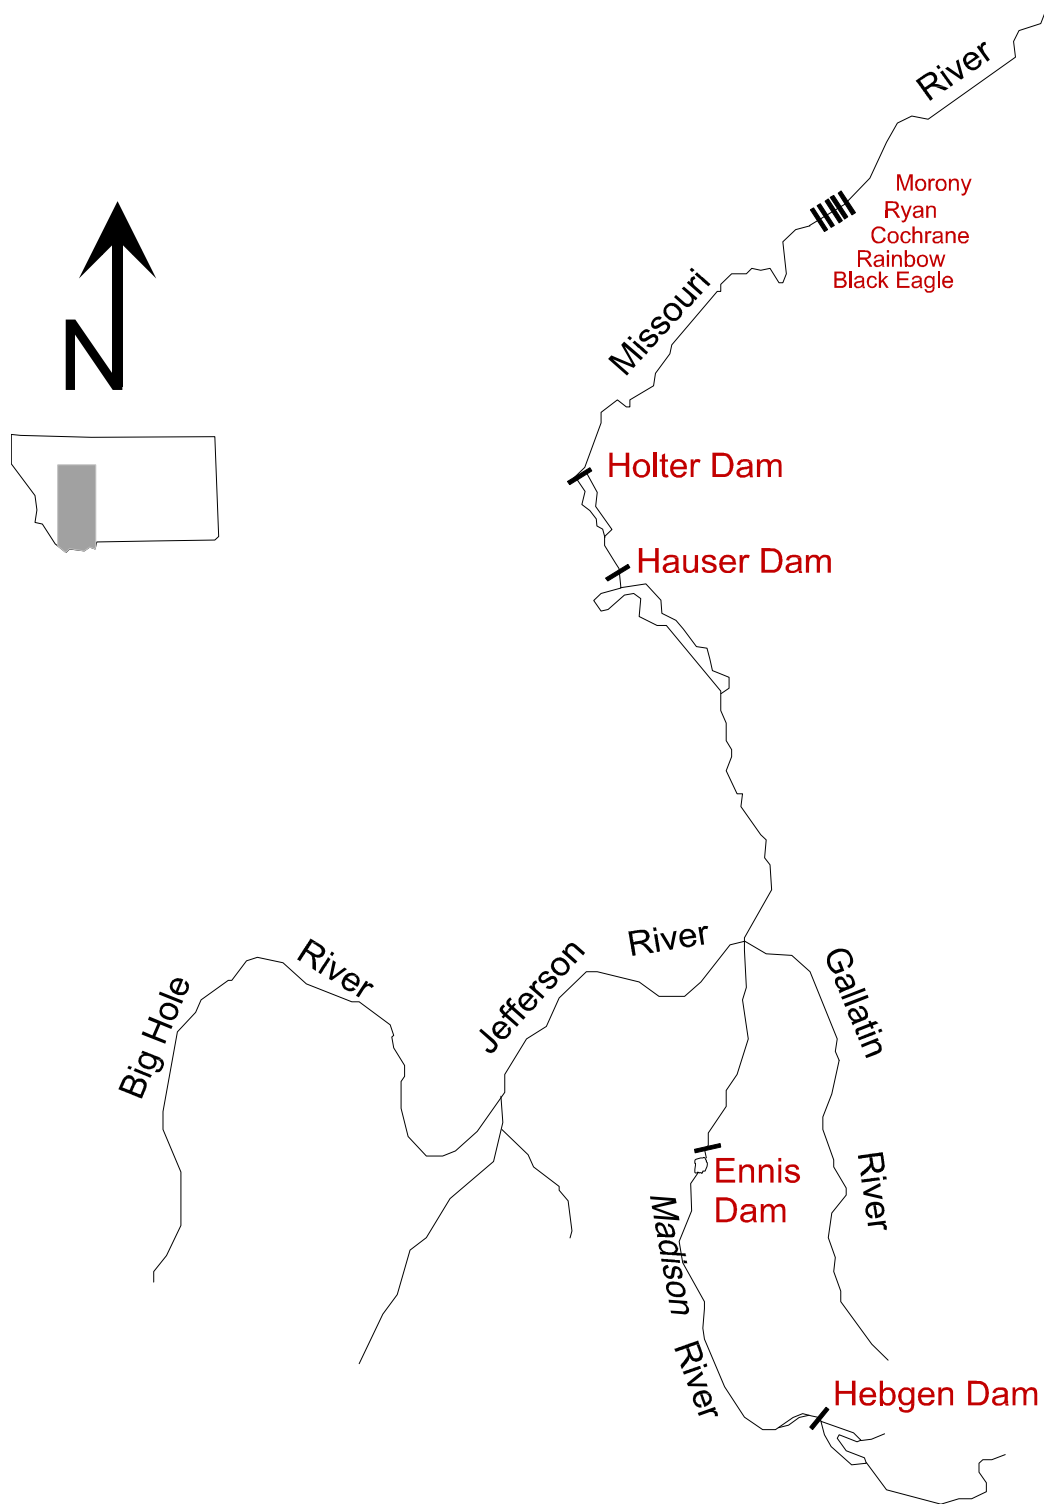 River
Morony
Ryan
Cochrane
Rainbow
Black Eagle
Missouri
N
Holter Dam
Hauser Dam
River
River
Jefferson
Gallatin
Big Hole
Ennis
Dam
River
Madison
River
Hebgen Dam